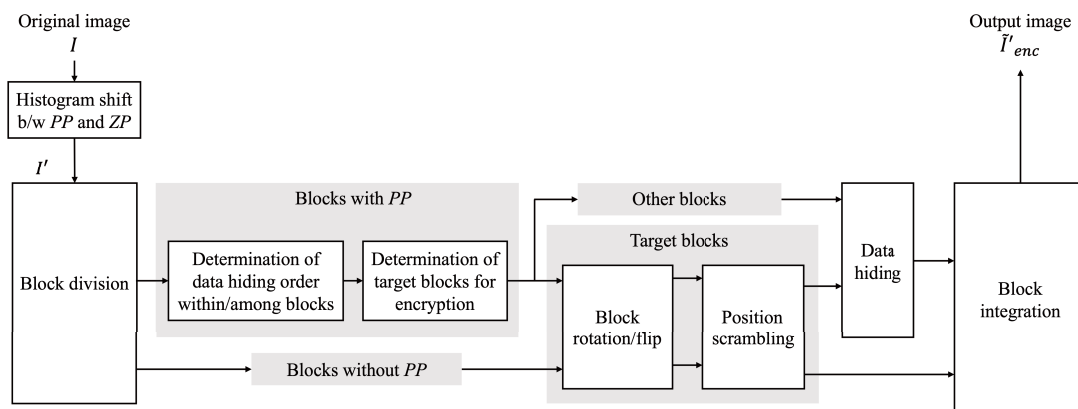 Original image
I
Histogram shift
b/w PP and ZP
I′
Block division
Blocks with PP
Determination of
data hiding order
within/among blocks
Determination of
target blocks for
encryption
Blocks without PP
Other blocks
Target blocks
Block
rotation/flip
Position
scrambling
Data
hiding
Block
integration
Output image
Ĩ′enc